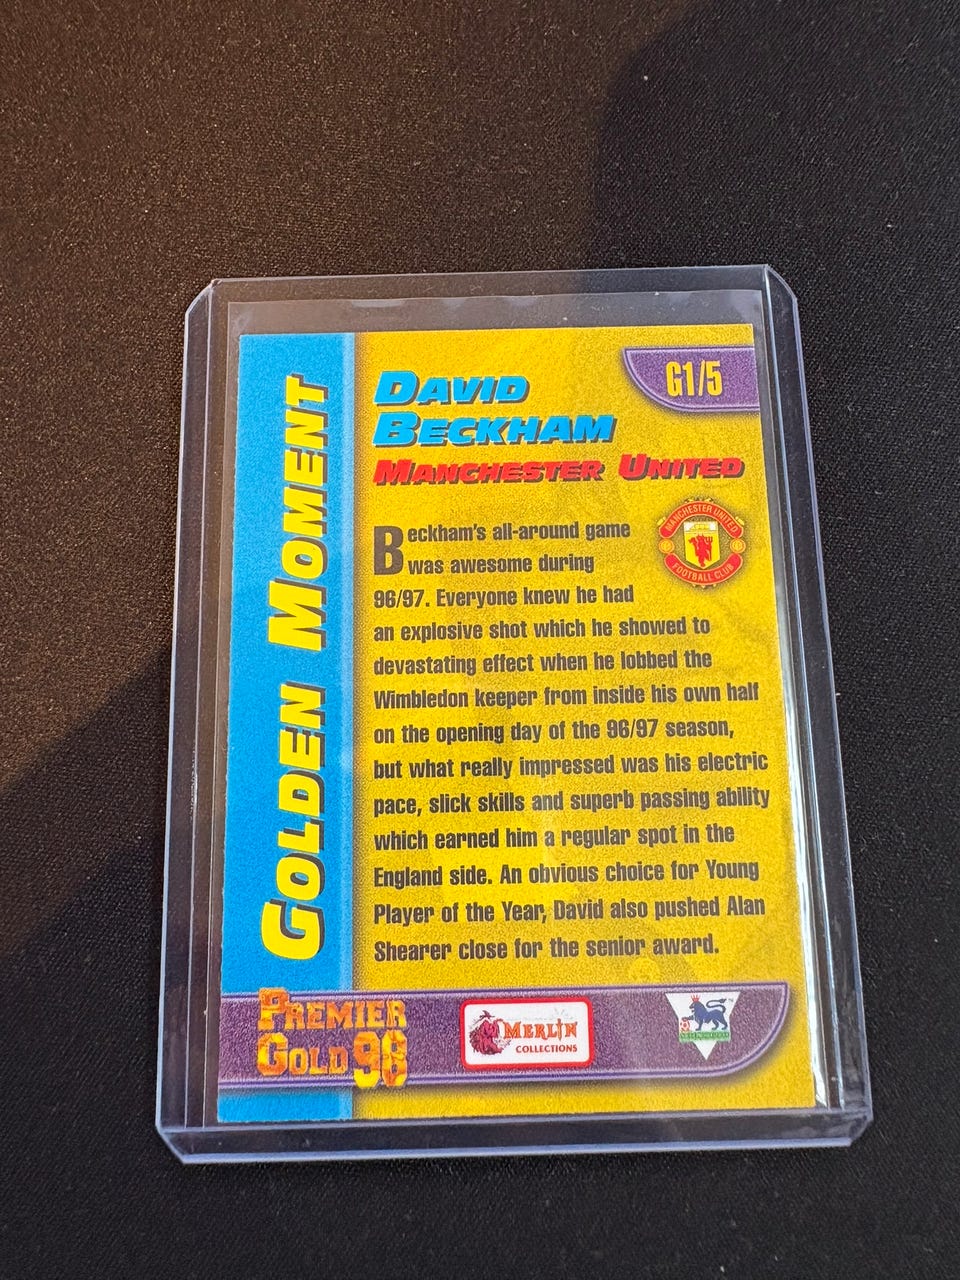 G1/5
DAVID
BECKHAM
MANCHESTER UNITED
MANCHESTER UNITED
FOOTBALL CLUB
Beckham's all-around game
was awesome during
96/97. Everyone knew he had
an explosive shot which he showed to
devastating effect when he lobbed the
Wimbledon keeper from inside his own half
on the opening day of the 96/97 season,
but what really impressed was his electric
pace, slick skills and superb passing ability
which earned him a regular spot in the
England side. An obvious choice for Young
Player of the Year, David also pushed Alan
Shearer close for the senior award.
GOLDEN MOMENT
PREMIER
GOLD 98
MERLIN
COLLECTIONS